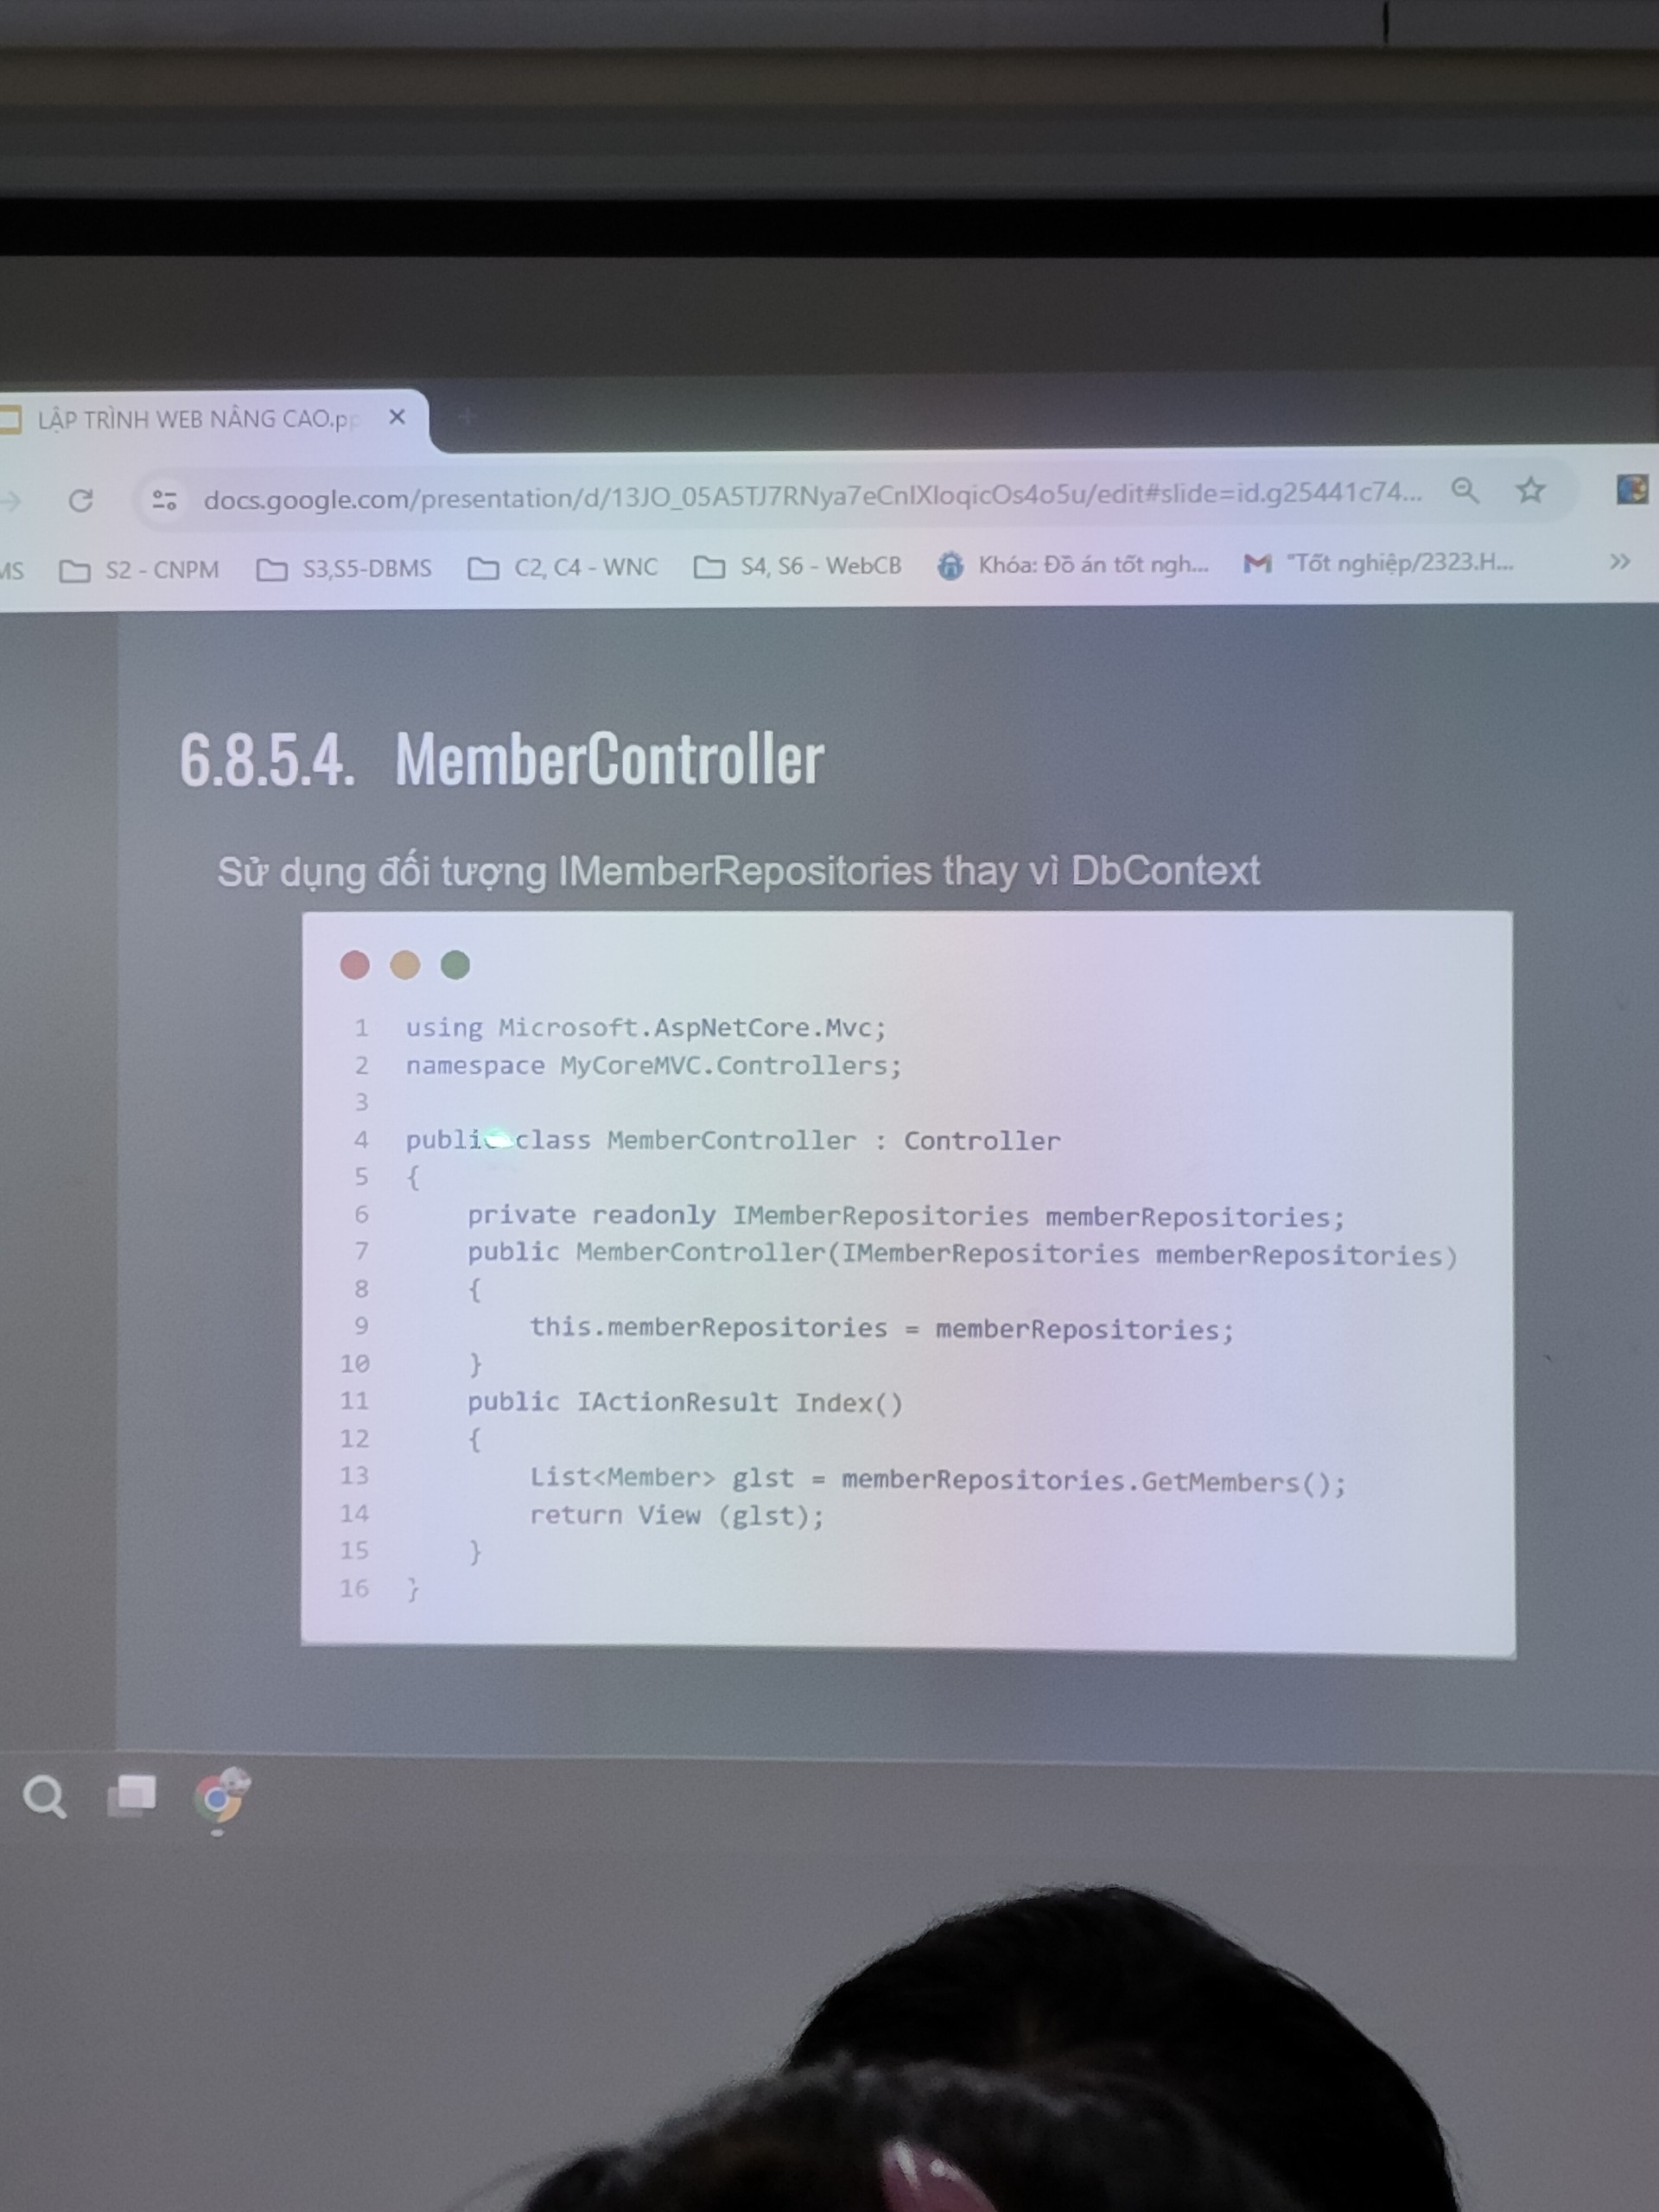 LẬP TRÌNH WEB NÂNG CAO.pp
docs.google.com/presentation/d/13JO_05A5TJ7RNya7eCnIXloqicOs4o5u/edit#slide=id.g25441c74...
MS S2 - CNPM S3,S5-DBMS C2, C4 - WNC S4, S6 - WebCB Khóa: Đồ án tốt ngh... "Tốt nghiệp/2323.H...
6.8.5.4. MemberController
Sử dụng đối tượng IMemberRepositories thay vì DbContext
1 using Microsoft.AspNetCore.Mvc;
2 namespace MyCoreMVC.Controllers;
3
4 public class MemberController : Controller
5 {
6 private readonly IMemberRepositories memberRepositories;
7 public MemberController(IMemberRepositories memberRepositories)
8 {
9 this.memberRepositories = memberRepositories;
10 }
11 public IActionResult Index()
12 {
13 List<Member> glst = memberRepositories.GetMembers();
14 return View (glst);
15 }
16 }